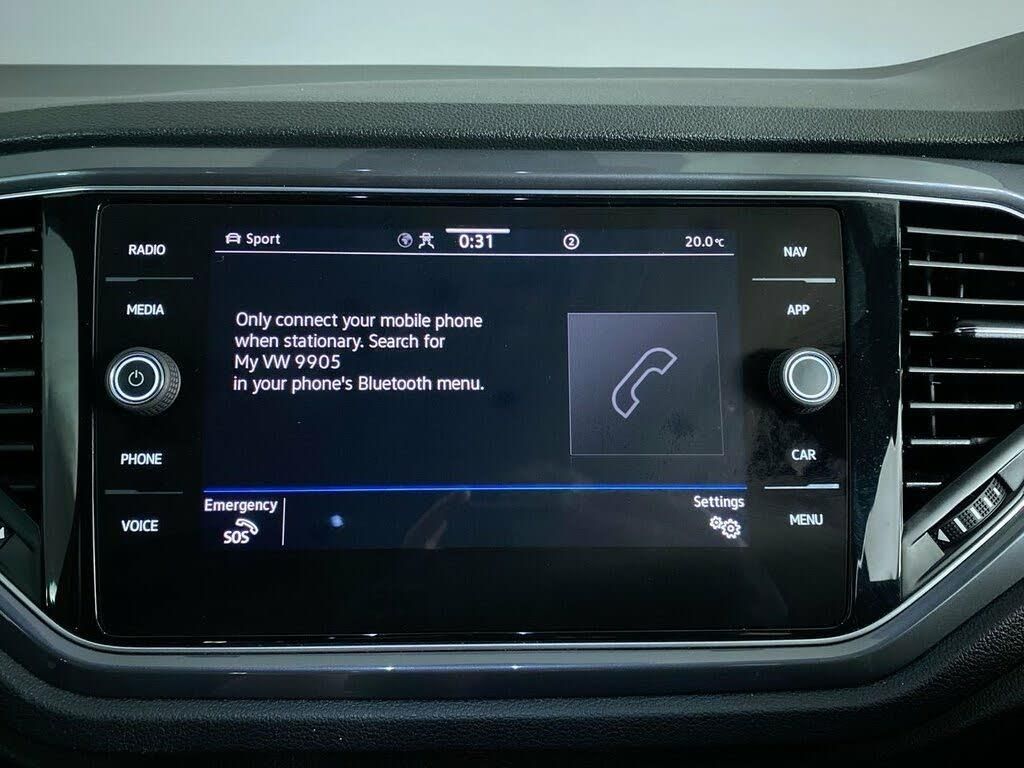 RADIO
MEDIA
PHONE
VOICE
Sport
0:31
2
20.0°C
Only connect your mobile phone
when stationary. Search for
My VW 9905
in your phone's Bluetooth menu.
Emergency
SOS
Settings
NAV
APP
CAR
MENU